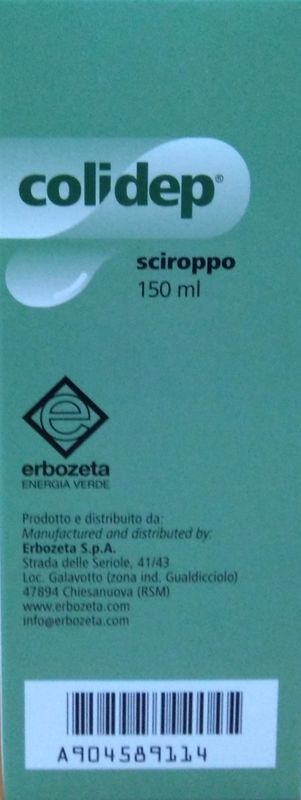 colidep®
sciroppo
150 ml
e
erbozeta
ENERGIA VERDE
Prodotto e distribuito da:
Manufactured and distributed by:
Erbozeta S.p.A.
Strada delle Seriole, 41/43
Loc. Galavotto (zona ind. Gualdicciolo)
47894 Chiesanuova (RSM)
www.erbozeta.com
info@erbozeta.com
A904589114